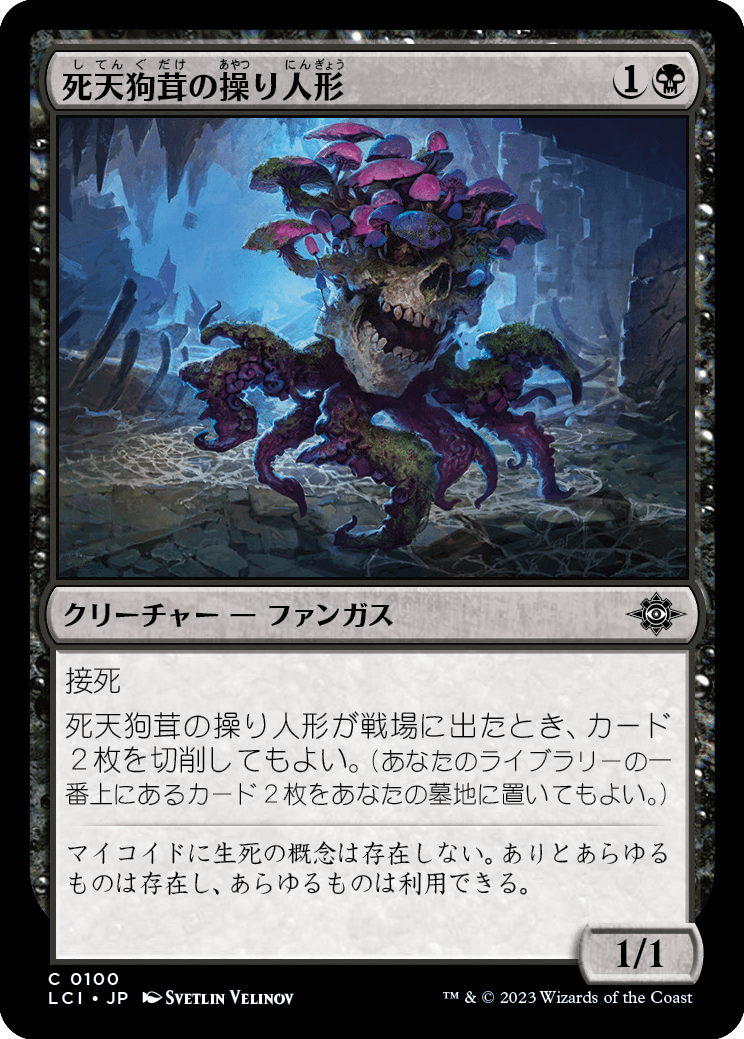 してんぐだけ あやつ にんぎょう
死天狗茸の操り人形 1
クリーチャー — ファンガス
接死
死天狗茸の操り人形が戦場に出たとき、カード
2枚を切削してもよい。（あなたのライブラリーの一
番上にあるカード2枚をあなたの墓地に置いてもよい。）
マイコイドに生死の概念は存在しない。ありとあらゆる
ものは存在し、あらゆるものは利用できる。
1/1
C 0100
LCI • JP Svetlin Velinov
™ & © 2023 Wizards of the Coast